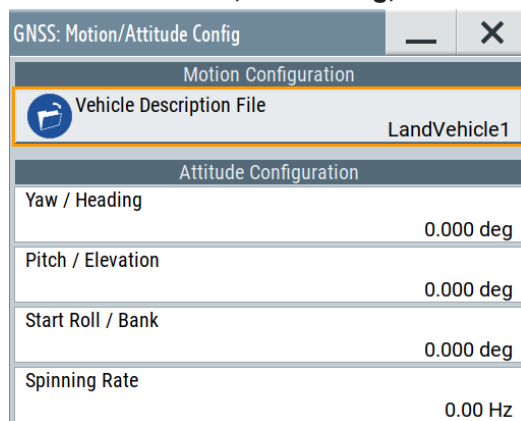 GNSS: Motion/Attitude Config
Motion Configuration
Vehicle Description File
LandVehicle1
Attitude Configuration
Yaw / Heading
0.000 deg
Pitch / Elevation
0.000 deg
Start Roll / Bank
0.000 deg
Spinning Rate
0.00 Hz